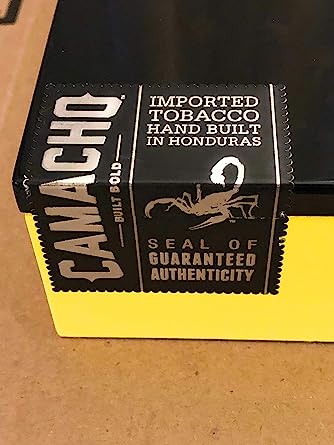 CAMACHO
BUILT BOLD
IMPORTED
TOBACCO
HAND BUILT
IN HONDURAS
SEAL OF
GUARANTEED
AUTHENTICITY